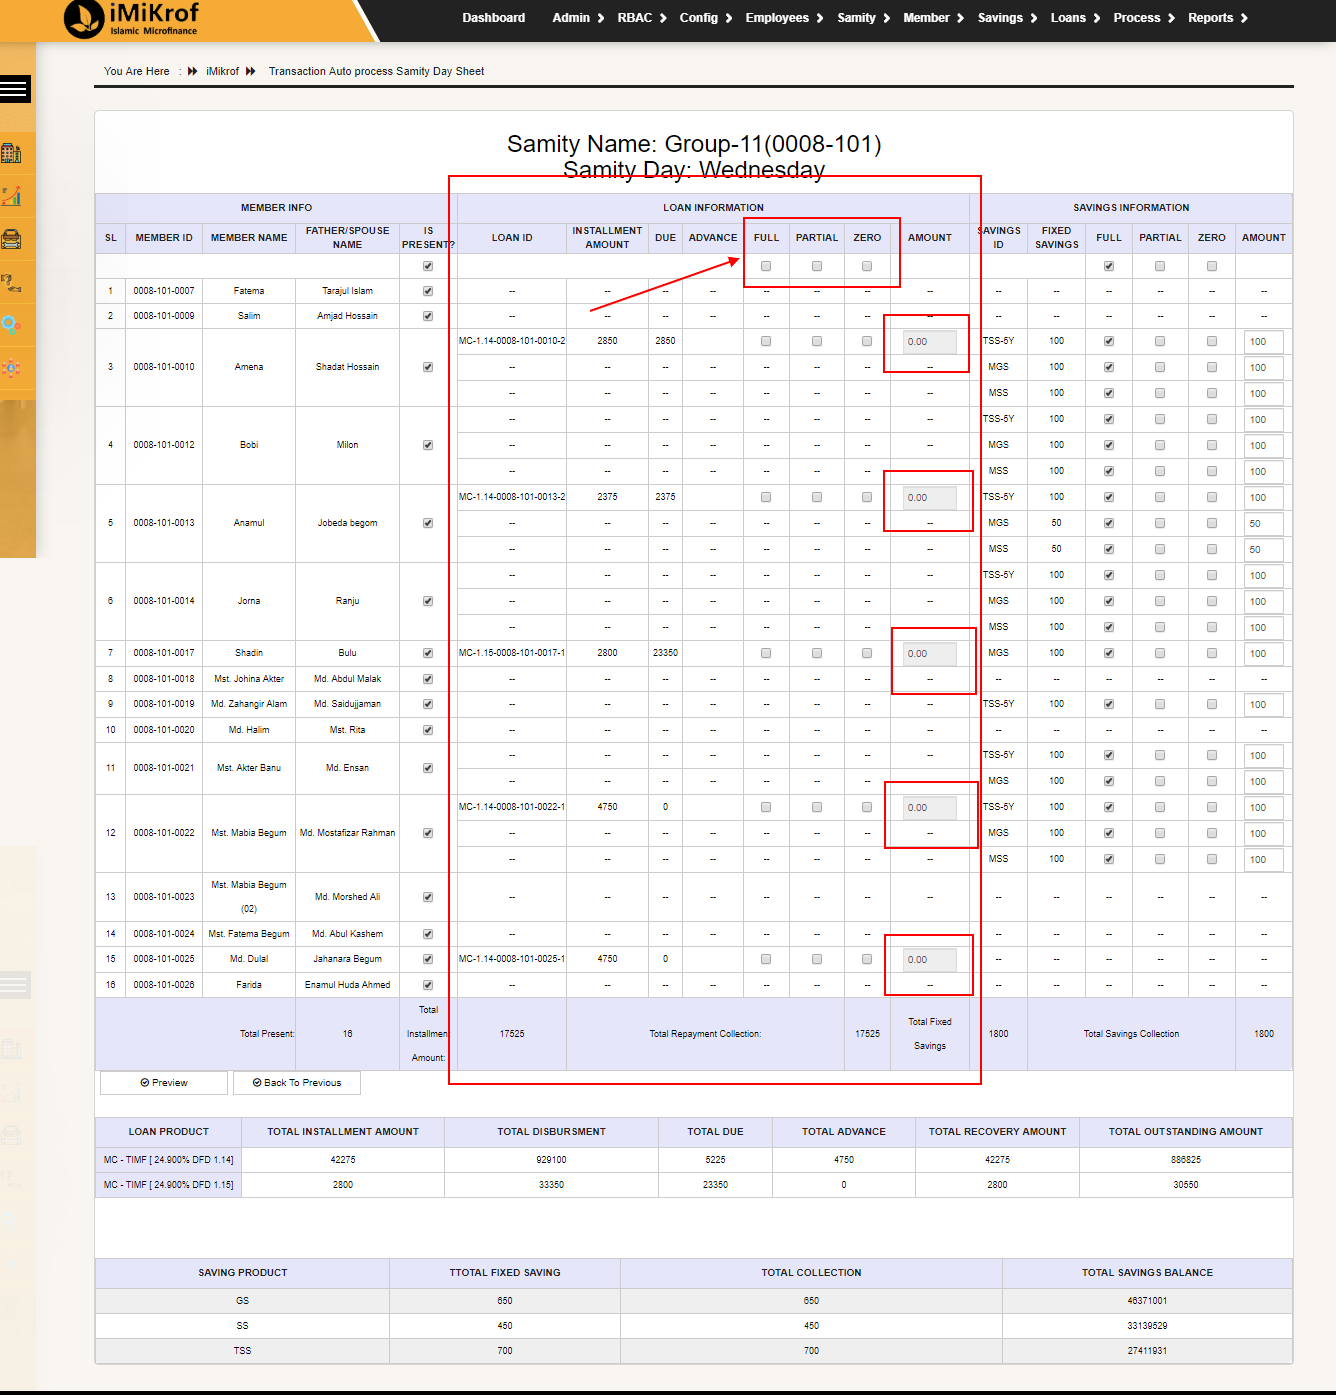 iMiKrof
Islamic Microfinance
Dashboard Admin RBAC Config Employees Samity Member Savings Loans Process Reports
You Are Here : iMikrof Transaction Auto process Samity Day Sheet
Samity Name: Group-11(0008-101)
Samity Day: Wednesday
MEMBER INFO LOAN INFORMATION SAVINGS INFORMATION
SL MEMBER ID MEMBER NAME FATHER/SPOUSE NAME IS PRESENT? LOAN ID INSTALLMENT AMOUNT DUE ADVANCE FULL PARTIAL ZERO AMOUNT SAVINGS ID FIXED SAVINGS FULL PARTIAL ZERO AMOUNT
1 0008-101-0007 Fatema Tarajul Islam -- -- -- -- -- -- -- -- -- -- -- -- -- --
2 0008-101-0009 Salim Amjad Hossain -- -- -- -- -- -- -- -- -- -- -- -- -- --
3 0008-101-0010 Amena Shadat Hossain MC-1.14-0008-101-0010-2 2850 2850 0.00 TSS-5Y 100 100
-- -- -- -- -- -- -- -- MGS 100 100
-- -- -- -- -- -- -- -- MSS 100 100
4 0008-101-0012 Bobi Milon -- -- -- -- -- -- -- -- TSS-5Y 100 100
-- -- -- -- -- -- -- -- MGS 100 100
-- -- -- -- -- -- -- -- MSS 100 100
5 0008-101-0013 Anamul Jobeda begom MC-1.14-0008-101-0013-2 2375 2375 0.00 TSS-5Y 100 100
-- -- -- -- -- -- -- -- MGS 50 50
-- -- -- -- -- -- -- -- MSS 50 50
6 0008-101-0014 Jorna Ranju -- -- -- -- -- -- -- -- TSS-5Y 100 100
-- -- -- -- -- -- -- -- MGS 100 100
-- -- -- -- -- -- -- -- MSS 100 100
7 0008-101-0017 Shadin Bulu MC-1.15-0008-101-0017-1 2800 23350 0.00 MGS 100 100
8 0008-101-0018 Mst. Johina Akter Md. Abdul Malak -- -- -- -- -- -- -- -- -- -- -- -- -- --
9 0008-101-0019 Md. Zahangir Alam Md. Saidujjaman -- -- -- -- -- -- -- -- TSS-5Y 100 100
10 0008-101-0020 Md. Halim Mst. Rita -- -- -- -- -- -- -- -- -- -- -- -- -- --
11 0008-101-0021 Mst. Akter Banu Md. Ensan -- -- -- -- -- -- -- -- TSS-5Y 100 100
-- -- -- -- -- -- -- -- MGS 100 100
12 0008-101-0022 Mst. Mabia Begum Md. Mostafizar Rahman MC-1.14-0008-101-0022-1 4750 0 0.00 TSS-5Y 100 100
-- -- -- -- -- -- -- -- MGS 100 100
-- -- -- -- -- -- -- -- MSS 100 100
13 0008-101-0023 Mst. Mabia Begum (02) Md. Morshed Ali -- -- -- -- -- -- -- -- -- -- -- -- -- --
14 0008-101-0024 Mst. Fatema Begum Md. Abul Kashem -- -- -- -- -- -- -- -- -- -- -- -- -- --
15 0008-101-0025 Md. Dulal Jahanara Begum MC-1.14-0008-101-0025-1 4750 0 0.00 -- -- -- -- -- --
16 0008-101-0026 Farida Enamul Huda Ahmed -- -- -- -- -- -- -- -- -- -- -- -- -- --
Total Present: 16 Total Installment Amount: 17525 Total Repayment Collection: 17525 Total Fixed Savings 1800 Total Savings Collection 1800
Preview Back To Previous
LOAN PRODUCT TOTAL INSTALLMENT AMOUNT TOTAL DISBURSMENT TOTAL DUE TOTAL ADVANCE TOTAL RECOVERY AMOUNT TOTAL OUTSTANDING AMOUNT
MC - TIMF [ 24.900% DFD 1.14] 42275 929100 5225 4750 42275 886825
MC - TIMF [ 24.900% DFD 1.15] 2800 33350 23350 0 2800 30550
SAVING PRODUCT TTOTAL FIXED SAVING TOTAL COLLECTION TOTAL SAVINGS BALANCE
GS 650 650 46371001
SS 450 450 33139529
TSS 700 700 27411931